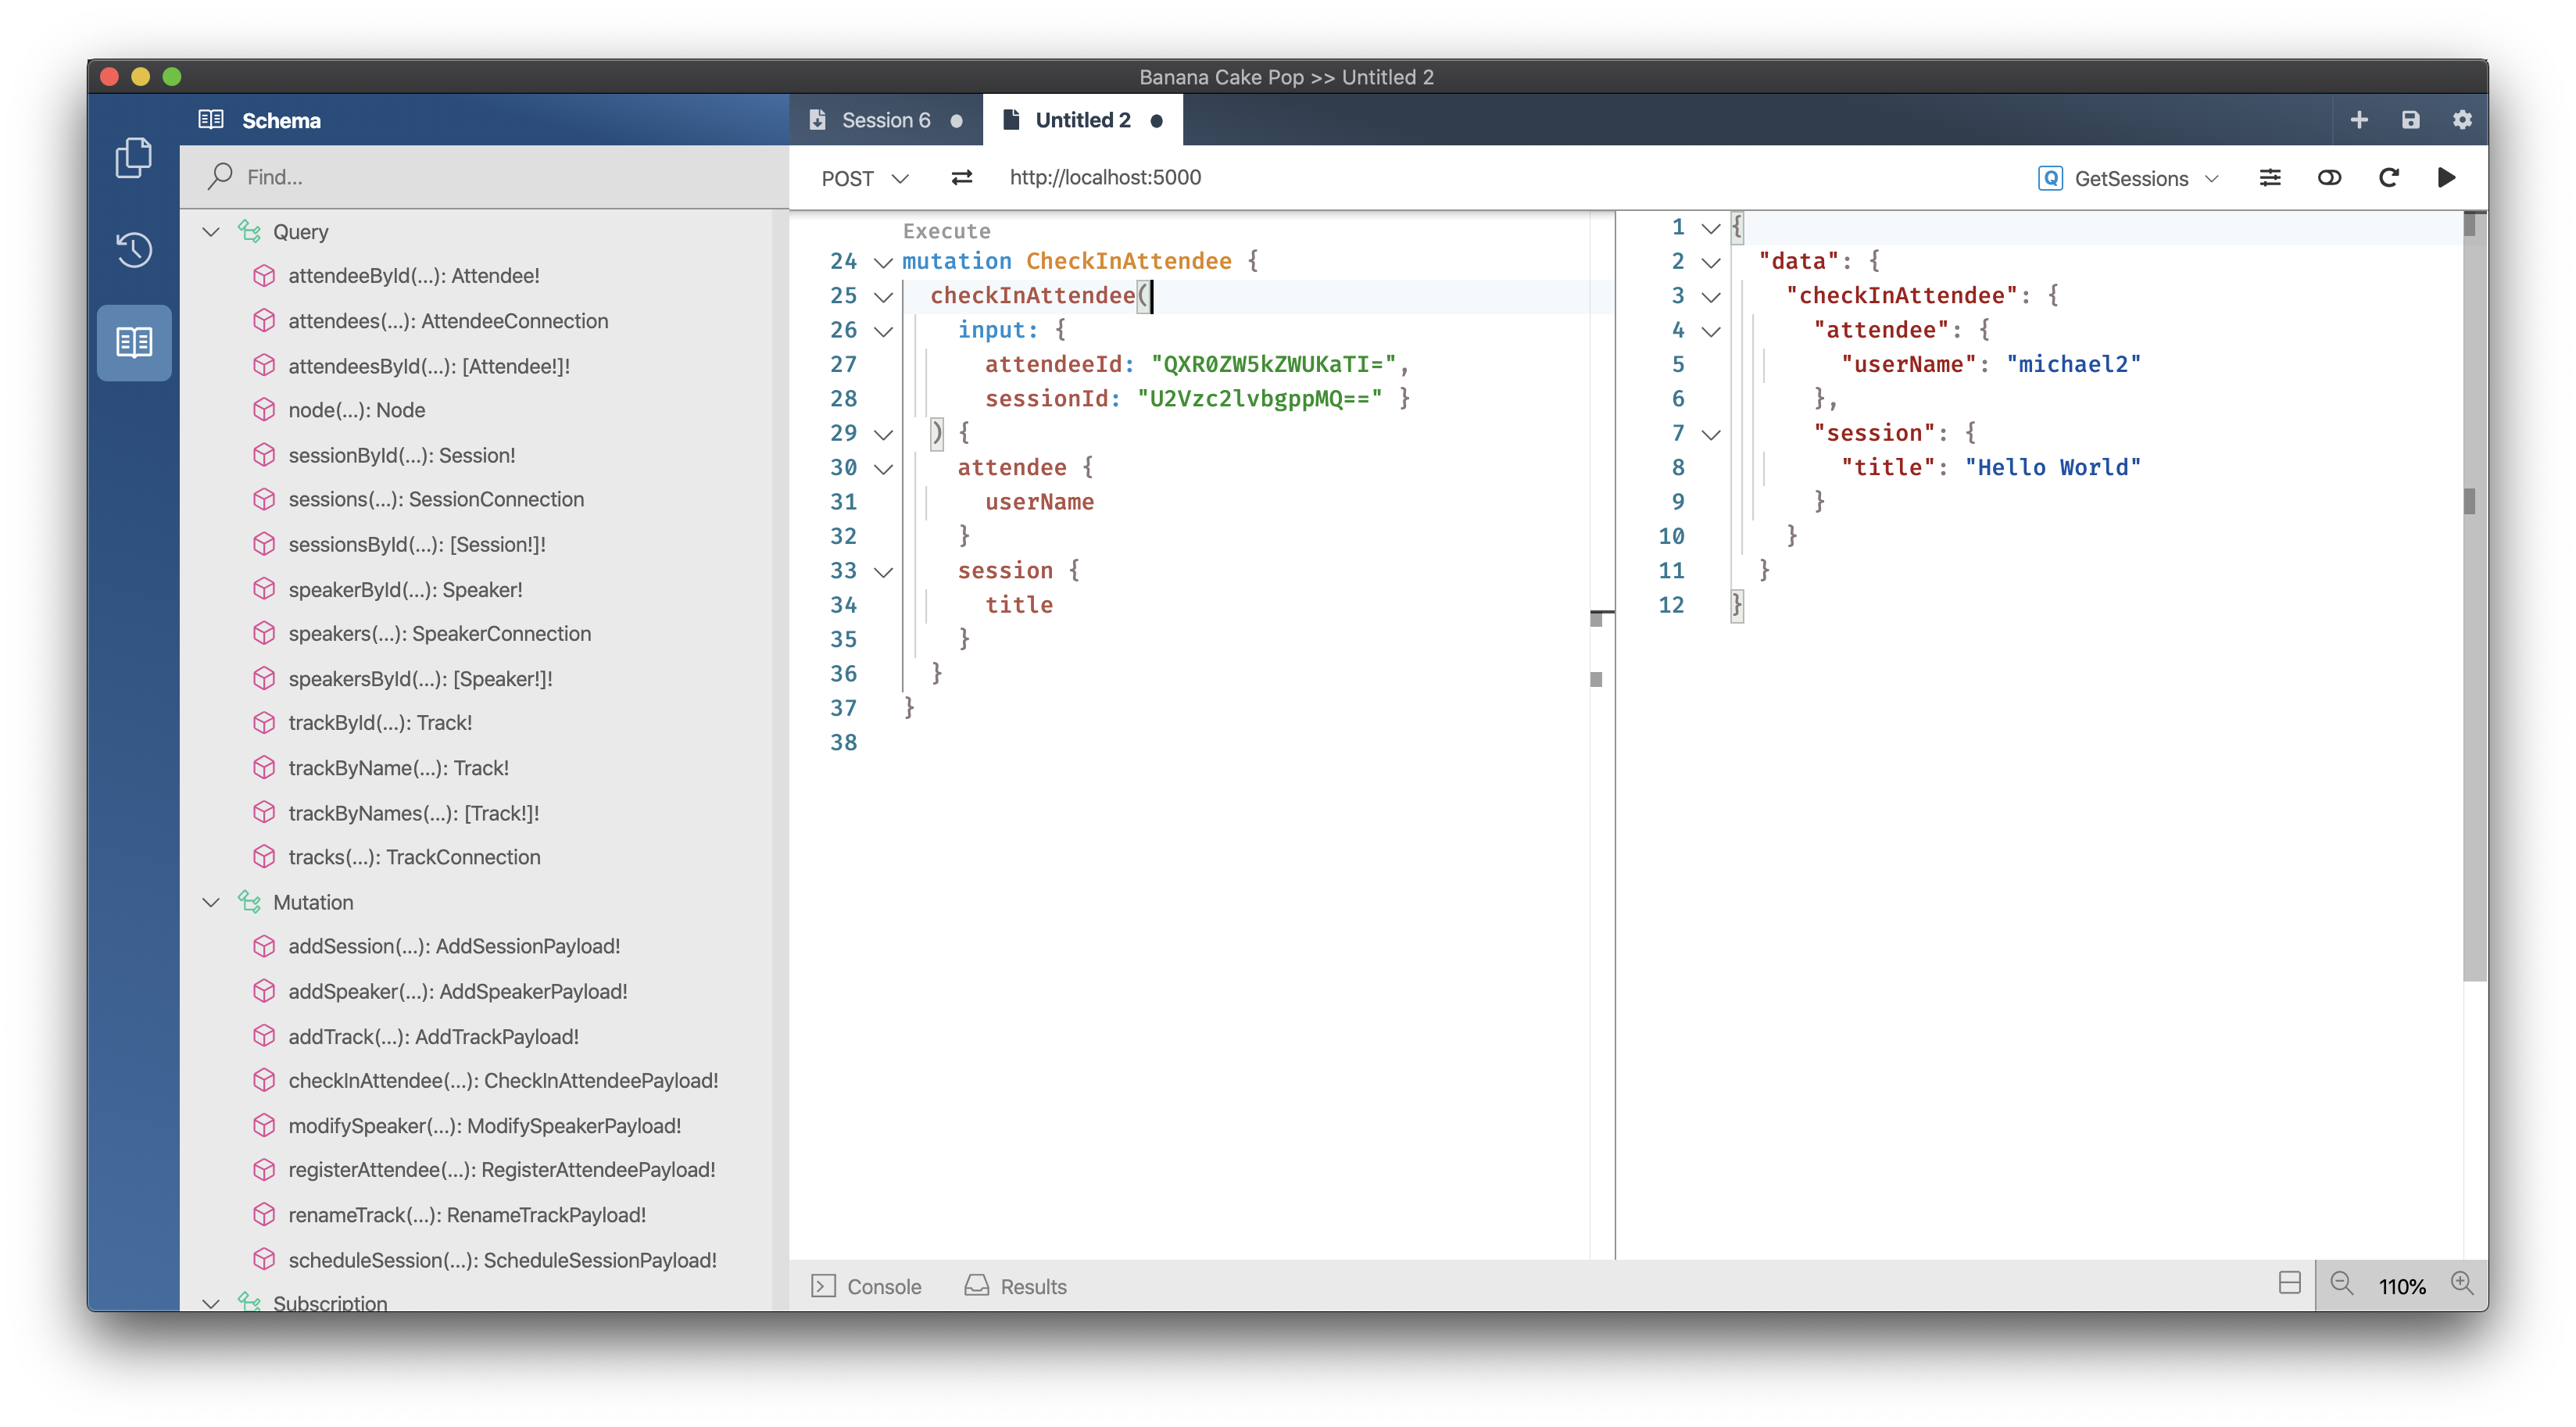 Banana Cake Pop >> Untitled 2
Schema
Session 6
Untitled 2
Find...
POST
http://localhost:5000
Q GetSessions
Query
attendeeById(...): Attendee!
attendees(...): AttendeeConnection
attendeesById(...): [Attendee!]!
node(...): Node
sessionById(...): Session!
sessions(...): SessionConnection
sessionsById(...): [Session!]!
speakerById(...): Speaker!
speakers(...): SpeakerConnection
speakersById(...): [Speaker!]!
trackById(...): Track!
trackByName(...): Track!
trackByNames(...): [Track!]!
tracks(...): TrackConnection
Mutation
addSession(...): AddSessionPayload!
addSpeaker(...): AddSpeakerPayload!
addTrack(...): AddTrackPayload!
checkInAttendee(...): CheckInAttendeePayload!
modifySpeaker(...): ModifySpeakerPayload!
registerAttendee(...): RegisterAttendeePayload!
renameTrack(...): RenameTrackPayload!
scheduleSession(...): ScheduleSessionPayload!
Subscription
Execute
24 mutation CheckInAttendee {
25 checkInAttendee(
26 input: {
27 attendeeId: "QXR0ZW5kZWUKaTI=",
28 sessionId: "U2Vzc2lvbgppMQ==" }
29 ) {
30 attendee {
31 userName
32 }
33 session {
34 title
35 }
36 }
37 }
38
1 {
2 "data": {
3 "checkInAttendee": {
4 "attendee": {
5 "userName": "michael2"
6 },
7 "session": {
8 "title": "Hello World"
9 }
10 }
11 }
12 }
Console
Results
110%